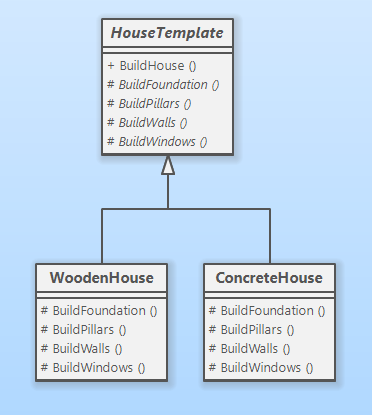 HouseTemplate
+ BuildHouse ()
# BuildFoundation ()
# BuildPillars ()
# BuildWalls ()
# BuildWindows ()
WoodenHouse
# BuildFoundation ()
# BuildPillars ()
# BuildWalls ()
# BuildWindows ()
ConcreteHouse
# BuildFoundation ()
# BuildPillars ()
# BuildWalls ()
# BuildWindows ()